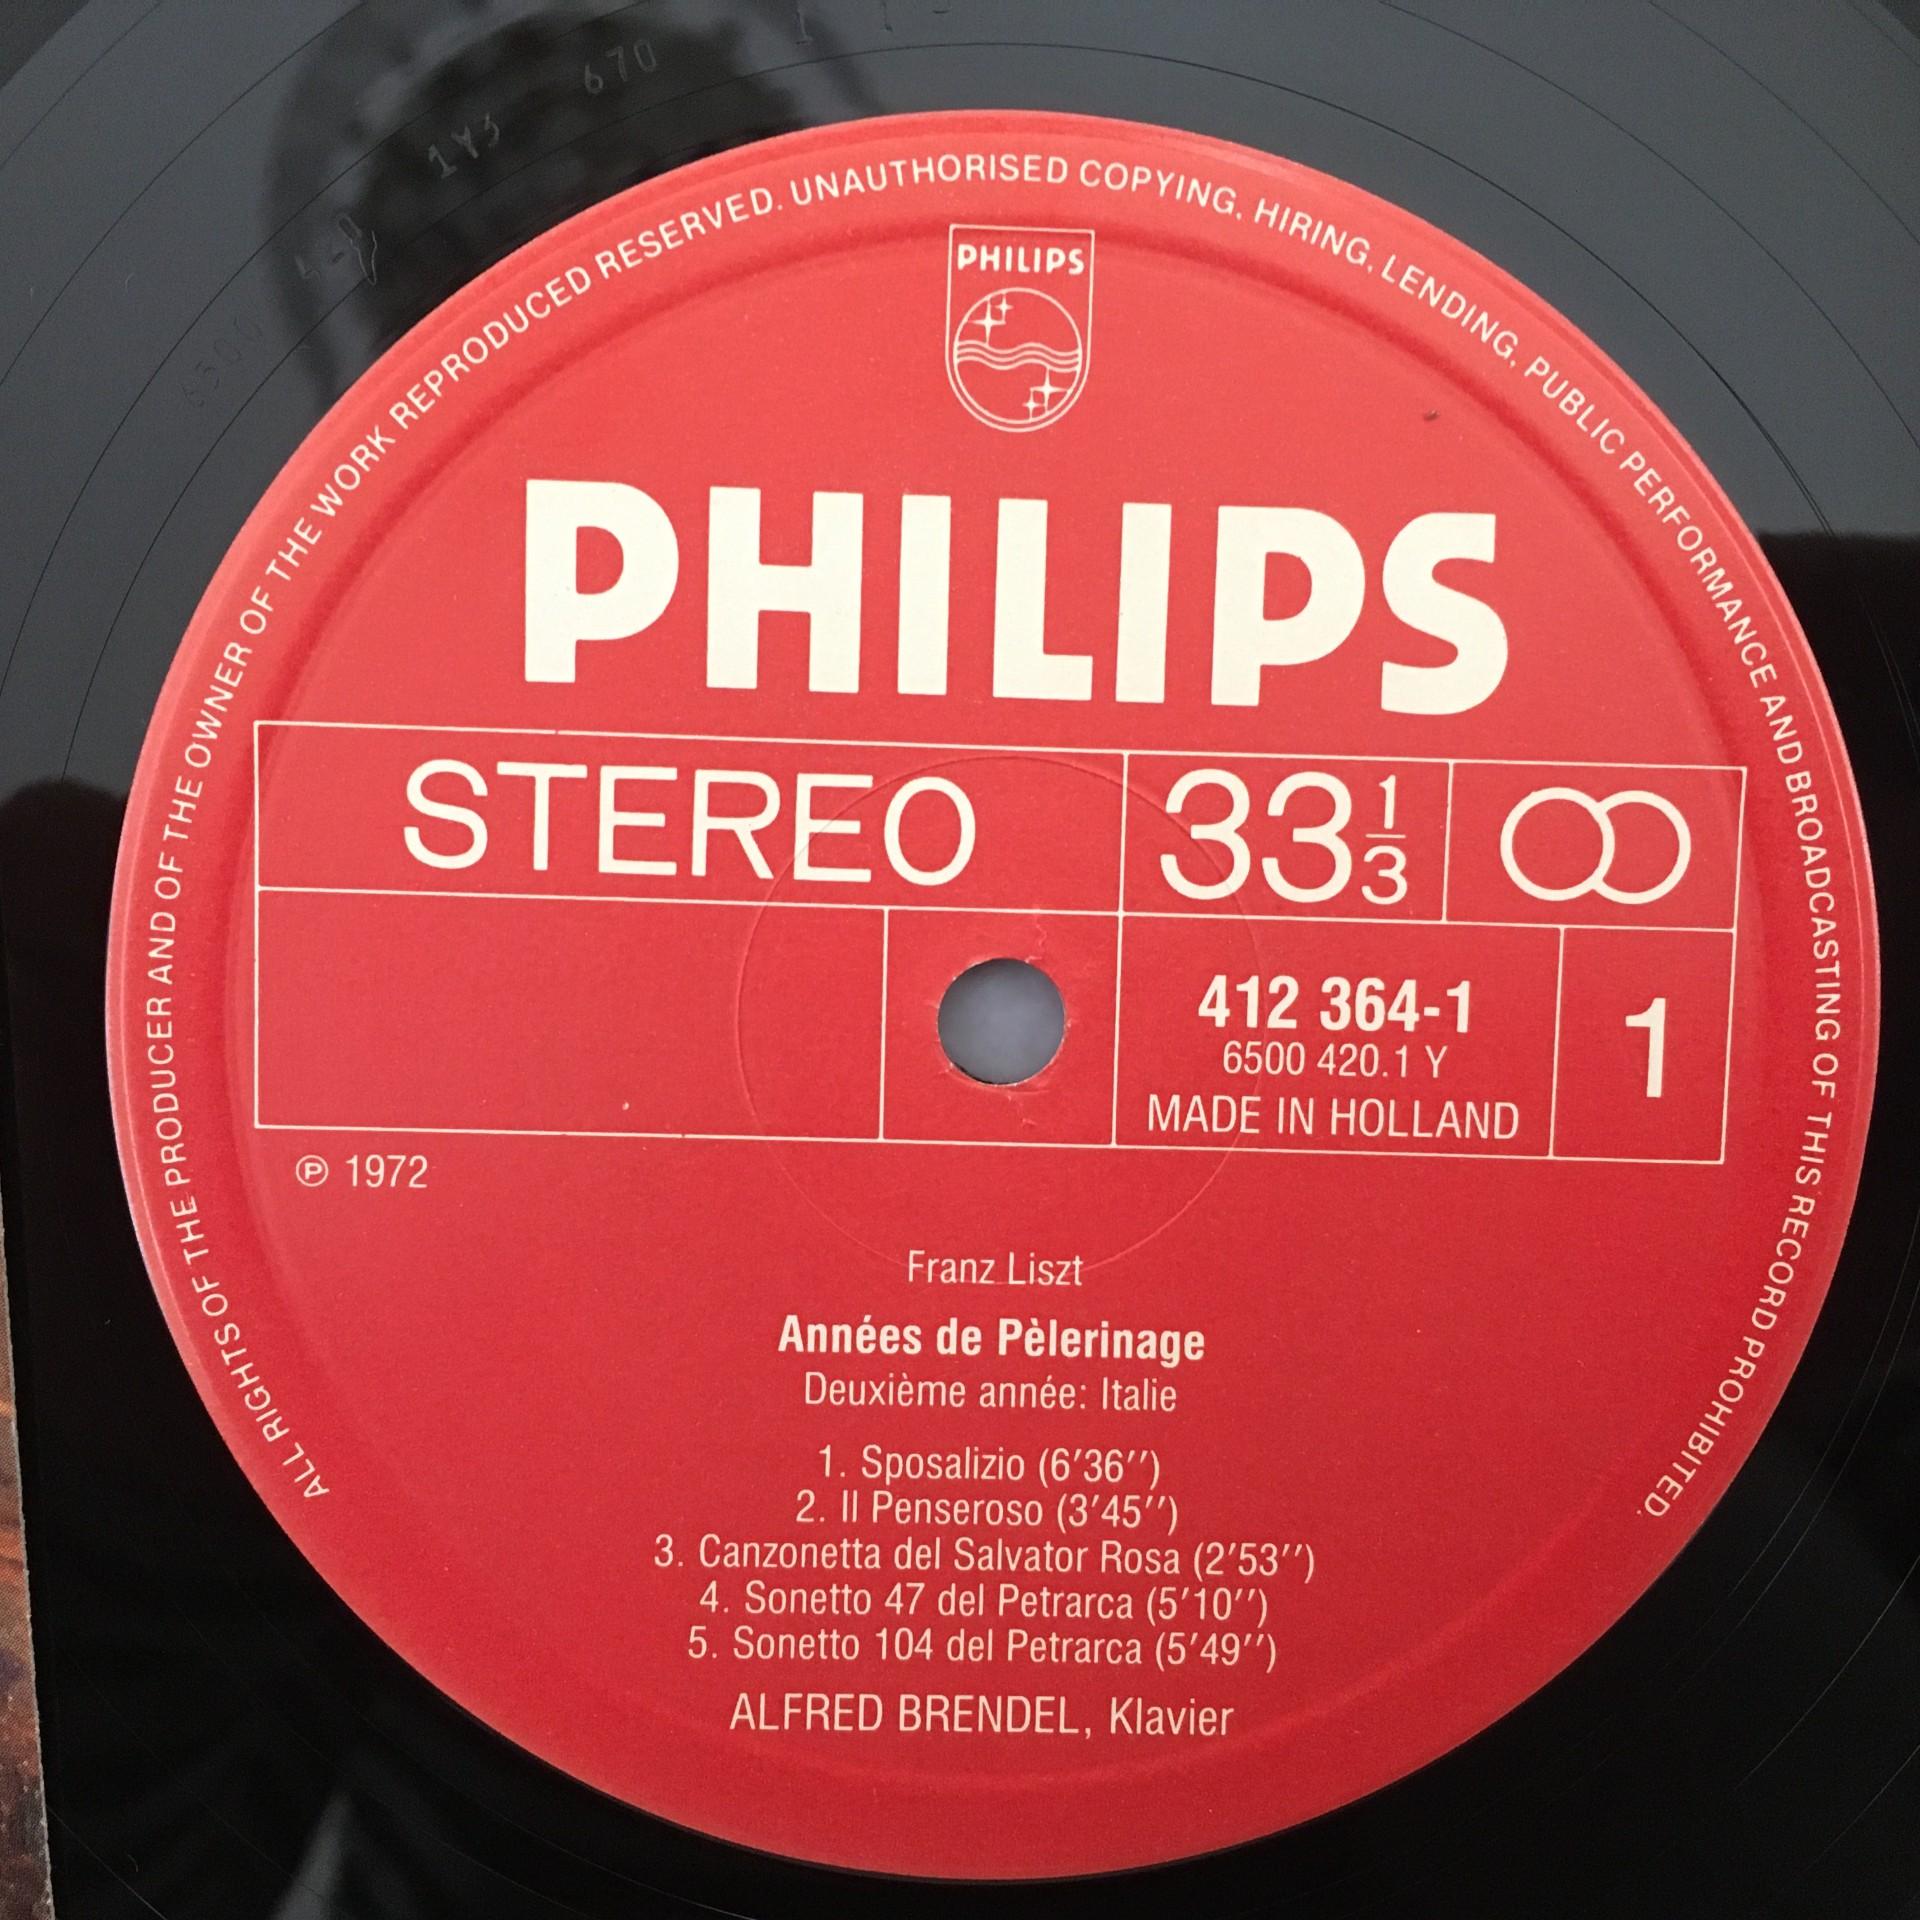 670
1Y3
ALL RIGHTS OF THE PRODUCER AND OF THE OWNER OF THE WORK REPRODUCED RESERVED. UNAUTHORISED COPYING, HIRING, LENDING, PUBLIC PERFORMANCE AND BROADCASTING OF THIS RECORD PROHIBITED.
PHILIPS
PHILIPS
STEREO 33 1/3
412 364-1
6500 420.1 Y
MADE IN HOLLAND
1
℗ 1972
Franz Liszt
Années de Pèlerinage
Deuxième année: Italie
1. Sposalizio (6′36′′)
2. Il Penseroso (3′45′′)
3. Canzonetta del Salvator Rosa (2′53′′)
4. Sonetto 47 del Petrarca (5′10′′)
5. Sonetto 104 del Petrarca (5′49′′)
ALFRED BRENDEL, Klavier